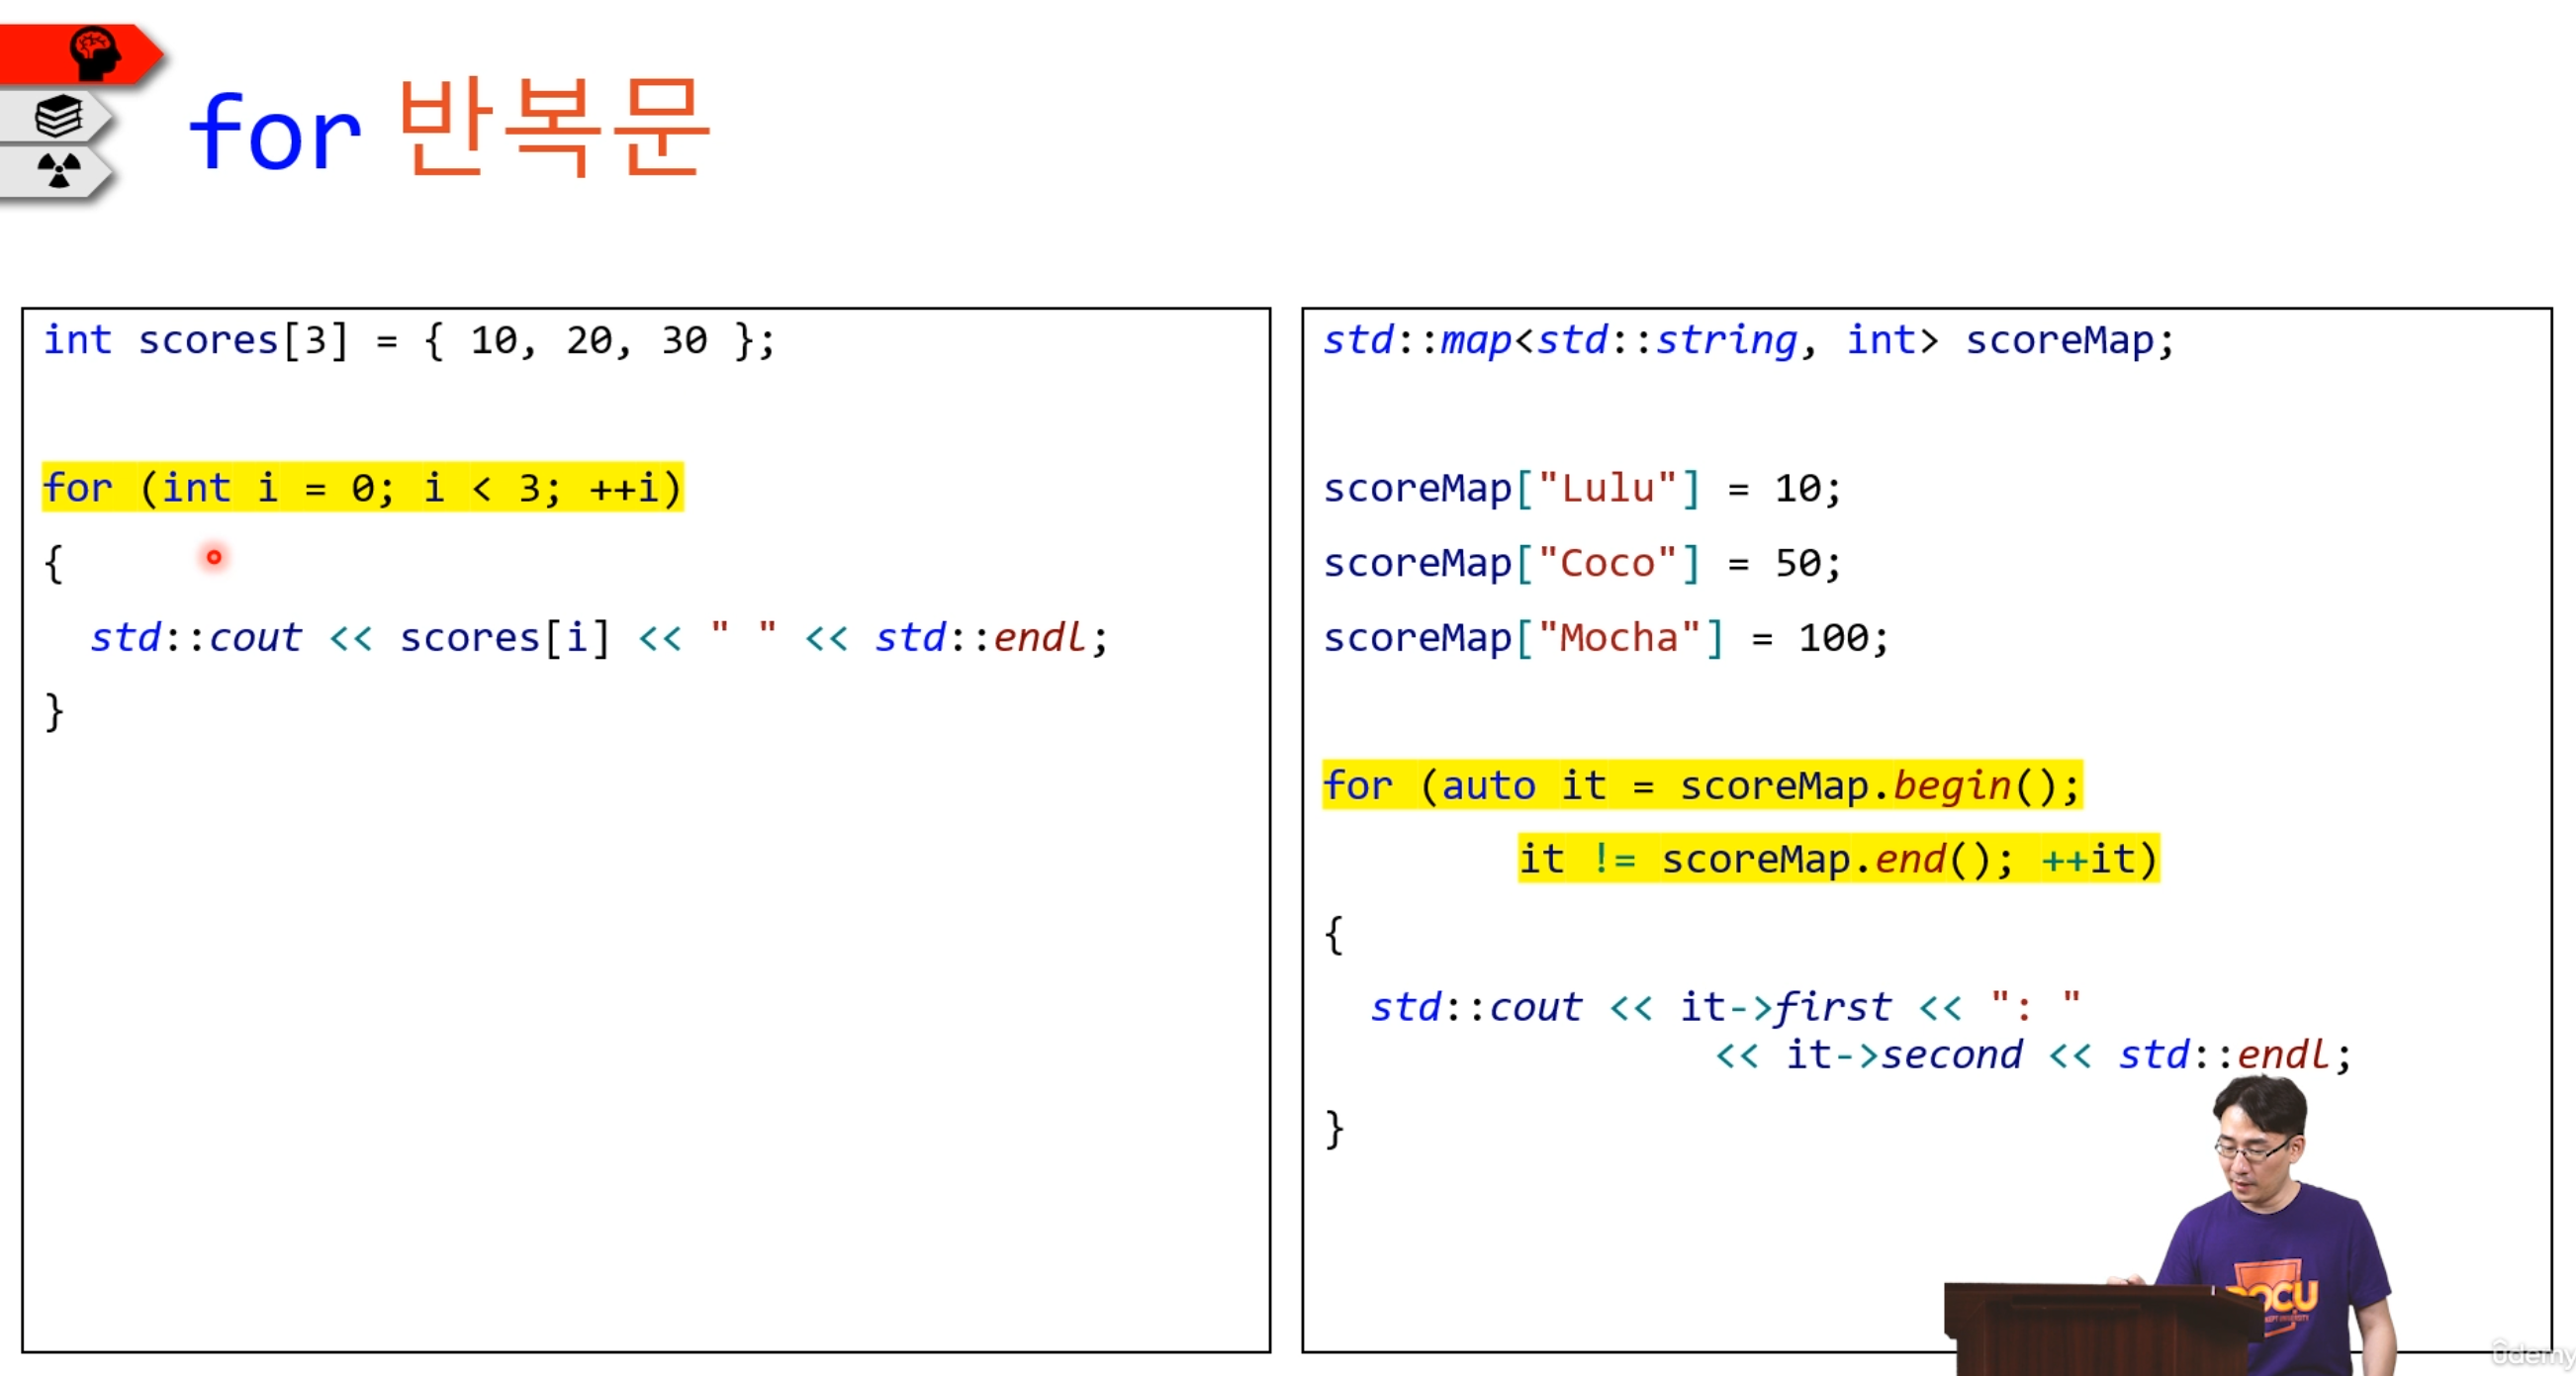 for 반복문
int scores[3] = { 10, 20, 30 };
for (int i = 0; i < 3; ++i)
{
std::cout << scores[i] << " " << std::endl;
}
std::map<std::string, int> scoreMap;
scoreMap["Lulu"] = 10;
scoreMap["Coco"] = 50;
scoreMap["Mocha"] = 100;
for (auto it = scoreMap.begin();
it != scoreMap.end(); ++it)
{
std::cout << it->first << ": "
<< it->second << std::endl;
}
POCU
udemy